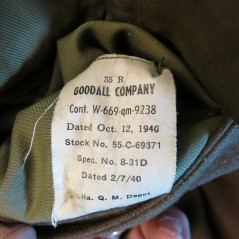 35 R
GOODALL COMPANY
Cont. W-669-qm-9238
Dated Oct. 12, 1940
Stock No. 55-C-69371
Spec. No. 8-31D
Dated 2/7/40
Phila. Q. M. Depot